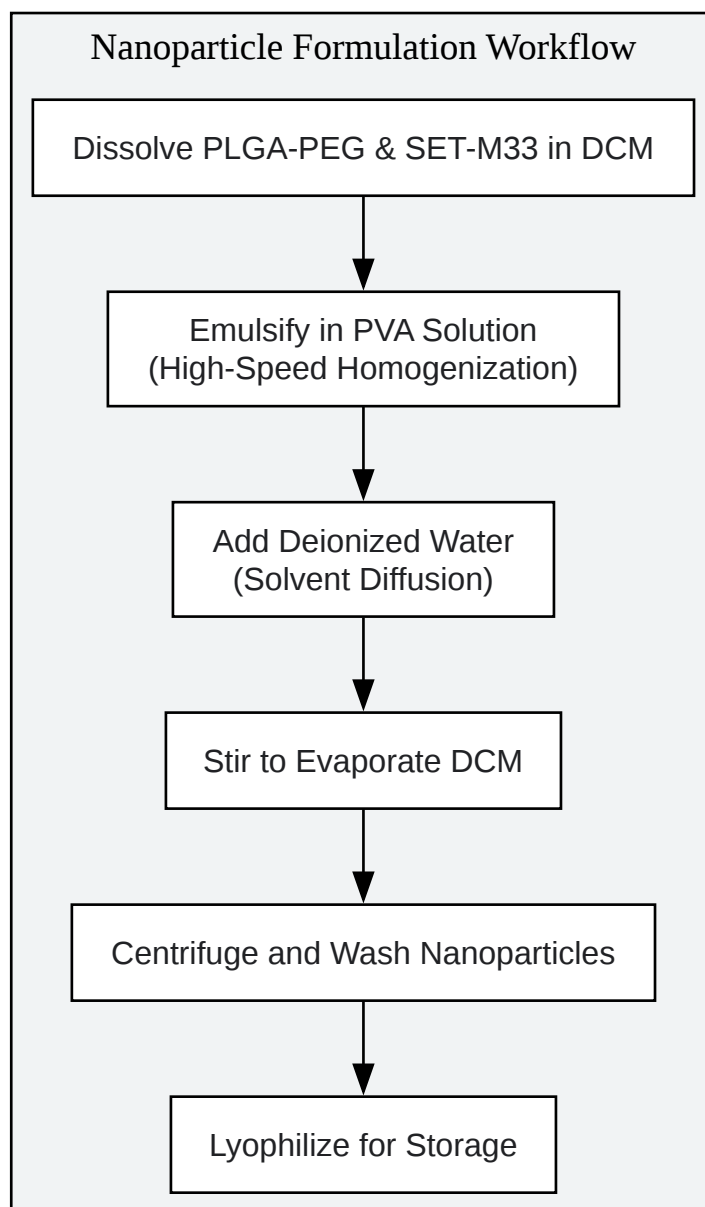 Nanoparticle Formulation Workflow
Dissolve PLGA-PEG & SET-M33 in DCM
Emulsify in PVA Solution
(High-Speed Homogenization)
Add Deionized Water
(Solvent Diffusion)
Stir to Evaporate DCM
Centrifuge and Wash Nanoparticles
Lyophilize for Storage